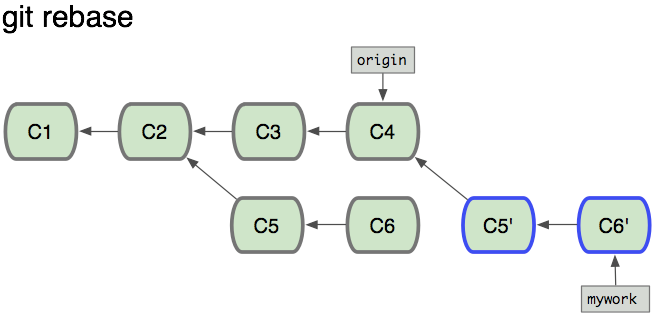 git rebase
origin
C1 C2 C3 C4
C5 C6 C5' C6'
mywork